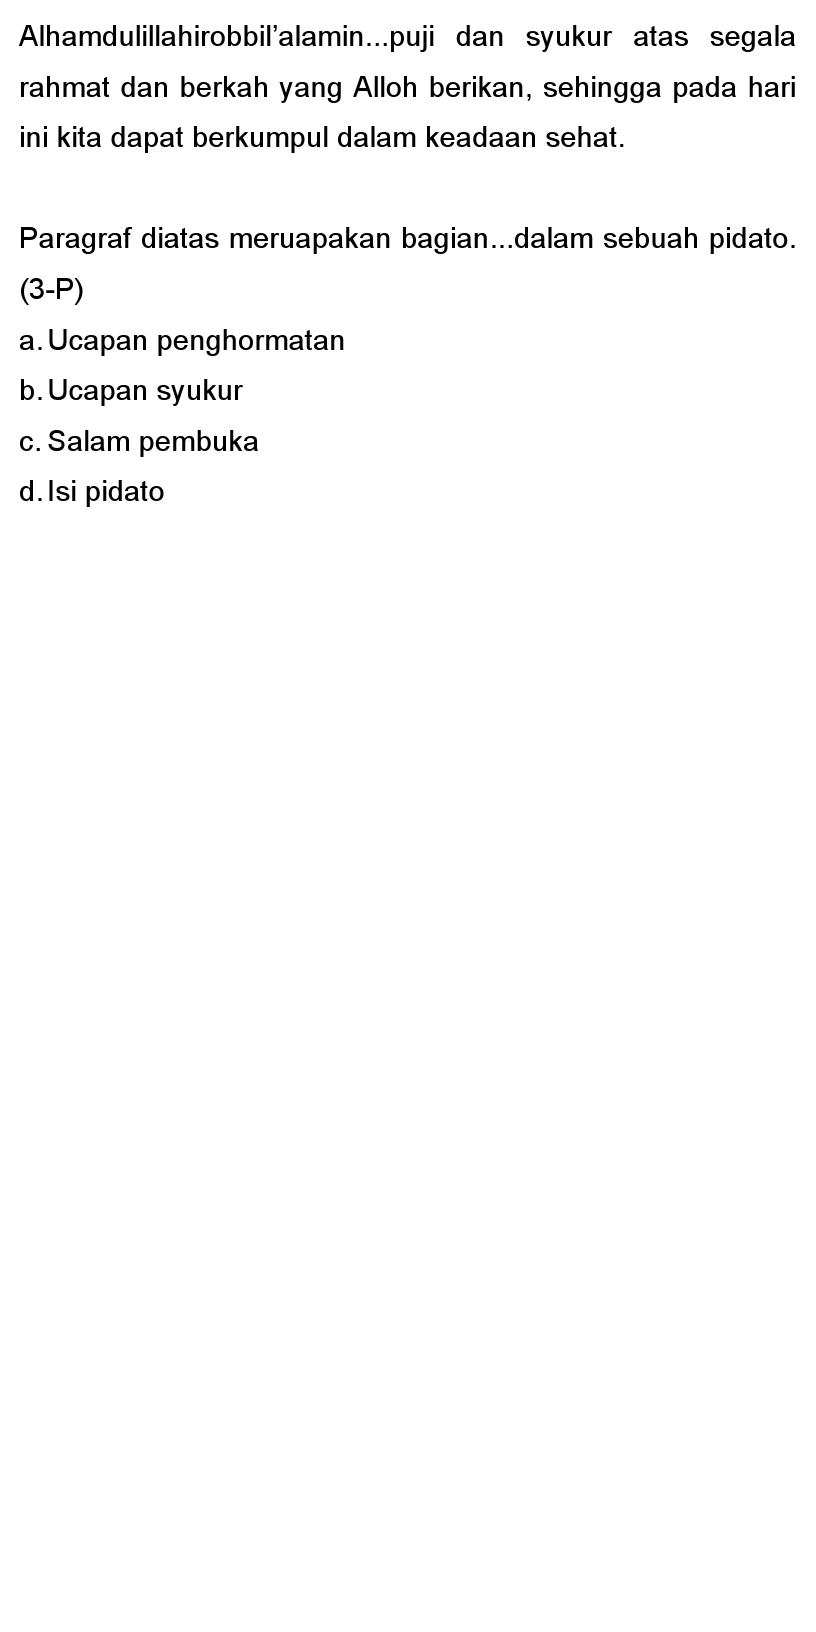 Alhamdulillahirobbil’alamin...puji dan syukur atas segala
rahmat dan berkah yang Alloh berikan, sehingga pada hari
ini kita dapat berkumpul dalam keadaan sehat.
Paragraf diatas meruapakan bagian...dalam sebuah pidato.
(3-P)
a. Ucapan penghormatan
b. Ucapan syukur
c. Salam pembuka
d. Isi pidato